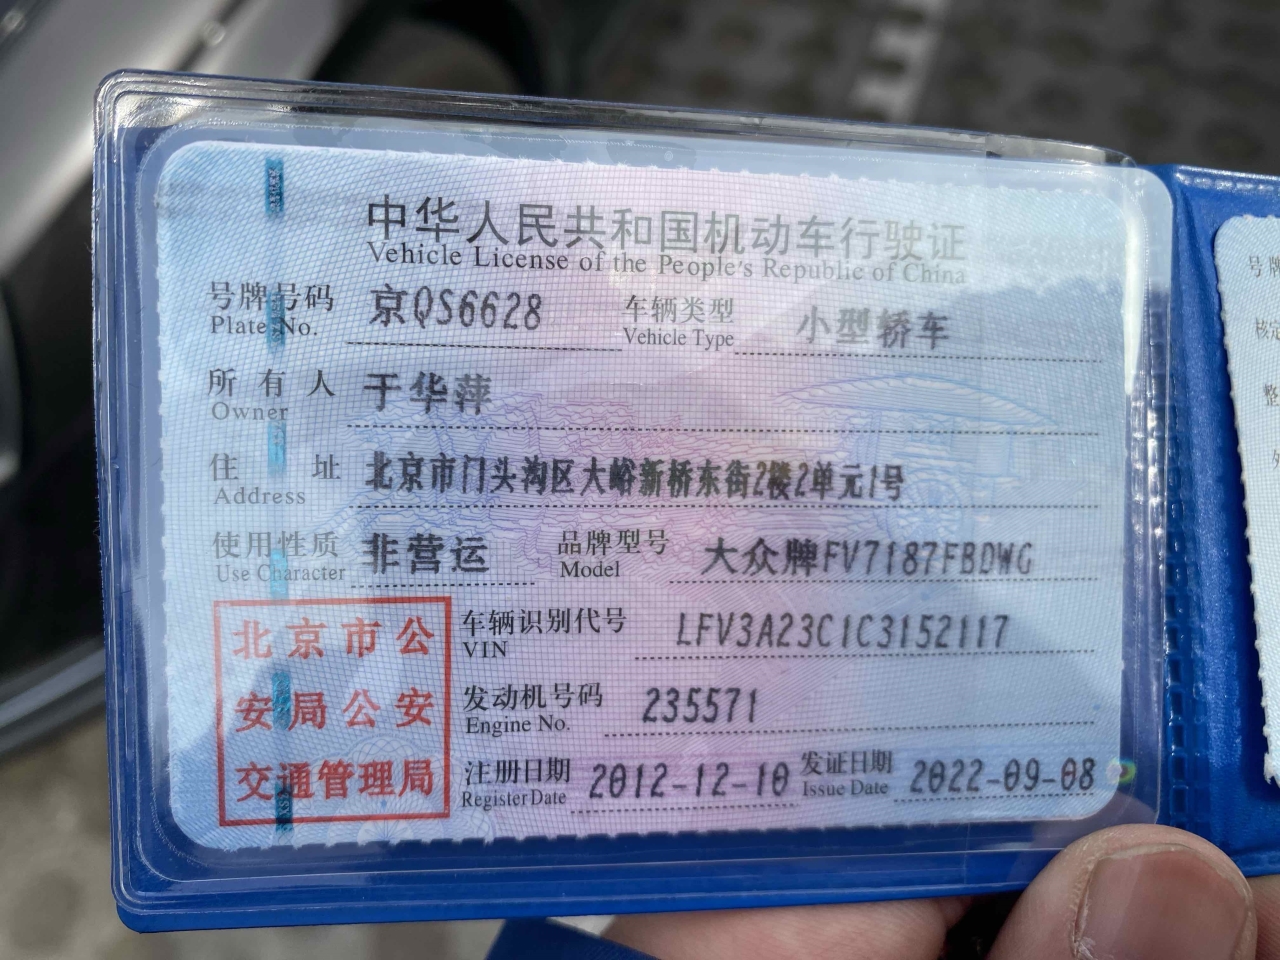 中华人民共和国机动车行驶证
Vehicle License of the People's Republic of China
号牌号码 京QS6628 车辆类型 小型轿车
Plate No. Vehicle Type
所有人 于华萍
Owner
住址 北京市门头沟区大峪新桥东街2楼2单元1号
Address
使用性质 非营运 品牌型号 大众牌FV7187FBDWG
Use Character Model
北京市公
安局公安
交通管理局
车辆识别代号 LFV3A23C1C3152117
VIN
发动机号码 235571
Engine No.
注册日期 2012-12-10 发证日期 2022-09-08
Register Date Issue Date
号牌
核定
整
外